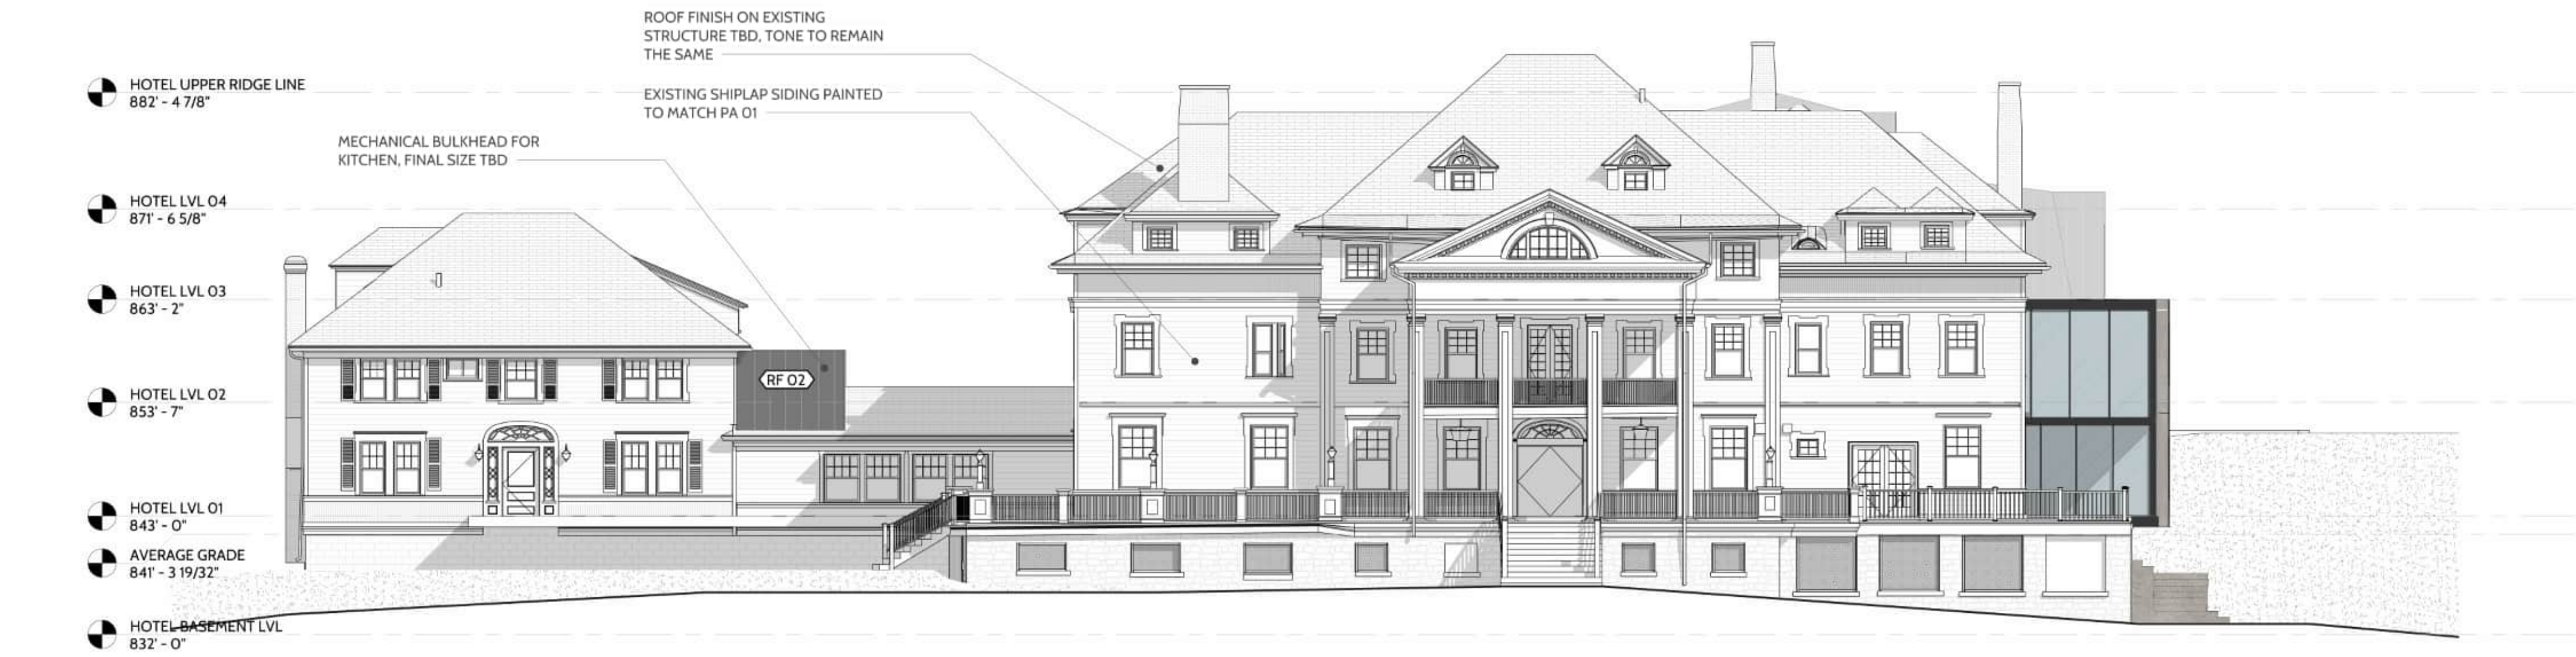 ROOF FINISH ON EXISTING
STRUCTURE TBD, TONE TO REMAIN
THE SAME
EXISTING SHIPLAP SIDING PAINTED
TO MATCH PA 01
MECHANICAL BULKHEAD FOR
KITCHEN, FINAL SIZE TBD
HOTEL UPPER RIDGE LINE
882' - 4 7/8"
HOTEL LVL 04
871' - 6 5/8"
HOTEL LVL 03
863' - 2"
RF 02
HOTEL LVL 02
853' - 7"
HOTEL LVL 01
843' - 0"
AVERAGE GRADE
841' - 3 19/32"
HOTEL BASEMENT LVL
832' - 0"